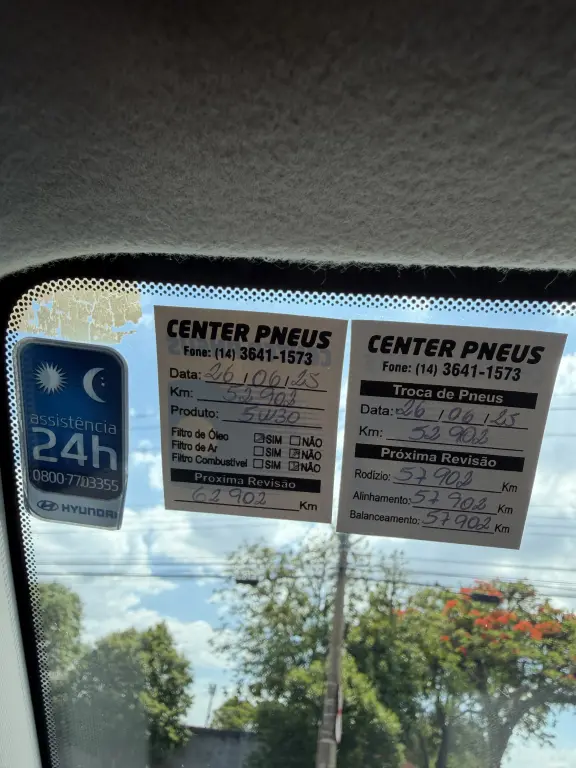 assistência
24h
0800-7703355
HYUNDAI
CENTER PNEUS
Fone: (14) 3641-1573
Data: 26/06/25
Km: 52902
Produto: 5W30
Filtro de Óleo ☑SIM ☐NÃO
Filtro de Ar ☐SIM ☑NÃO
Filtro Combustível ☐SIM ☑NÃO
Proxima Revisão
62902 Km
CENTER PNEUS
Fone: (14) 3641-1573
Troca de Pneus
Data: 26/06/25
Km: 52902
Próxima Revisão
Rodízio: 57902 Km
Alinhamento: 57902 Km
Balanceamento: 57902 Km